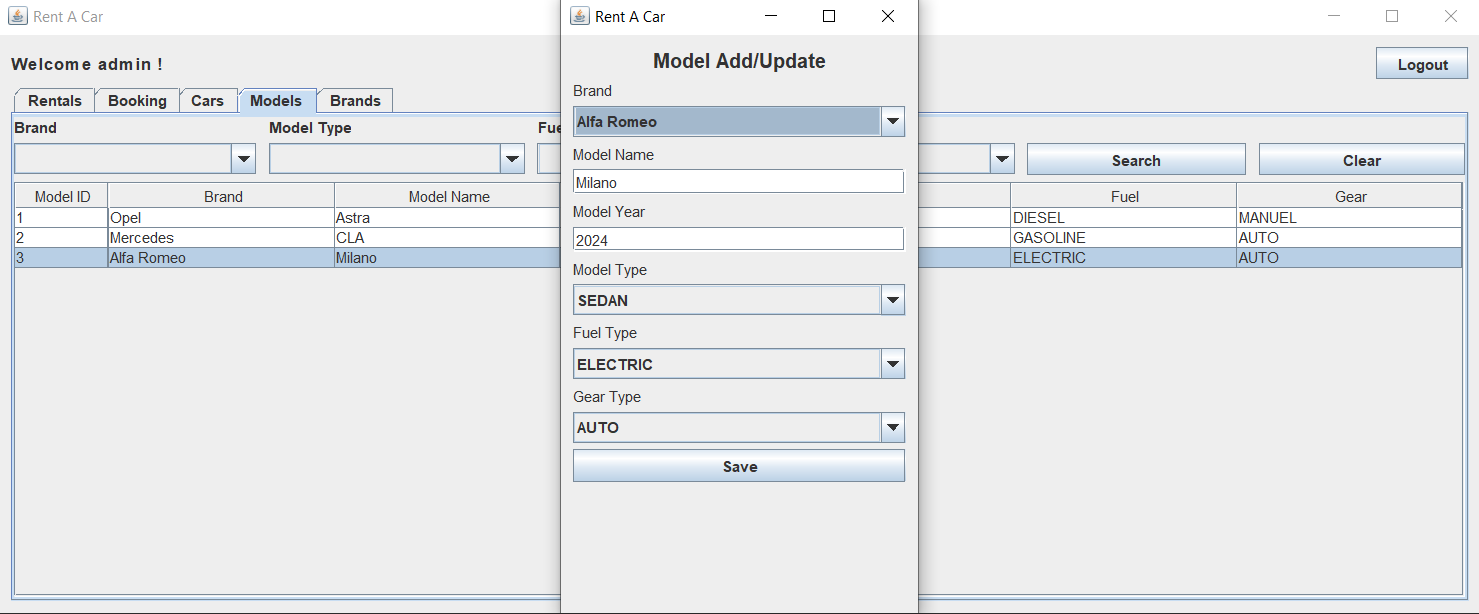 Rent A Car
Welcome admin !
Logout
Rentals Booking Cars Models Brands
Brand Model Type
Search Clear
Model ID Brand Model Name Fuel Gear
1 Opel Astra DIESEL MANUEL
2 Mercedes CLA GASOLINE AUTO
3 Alfa Romeo Milano ELECTRIC AUTO
Rent A Car
Model Add/Update
Brand
Alfa Romeo
Model Name
Milano
Model Year
2024
Model Type
SEDAN
Fuel Type
ELECTRIC
Gear Type
AUTO
Save